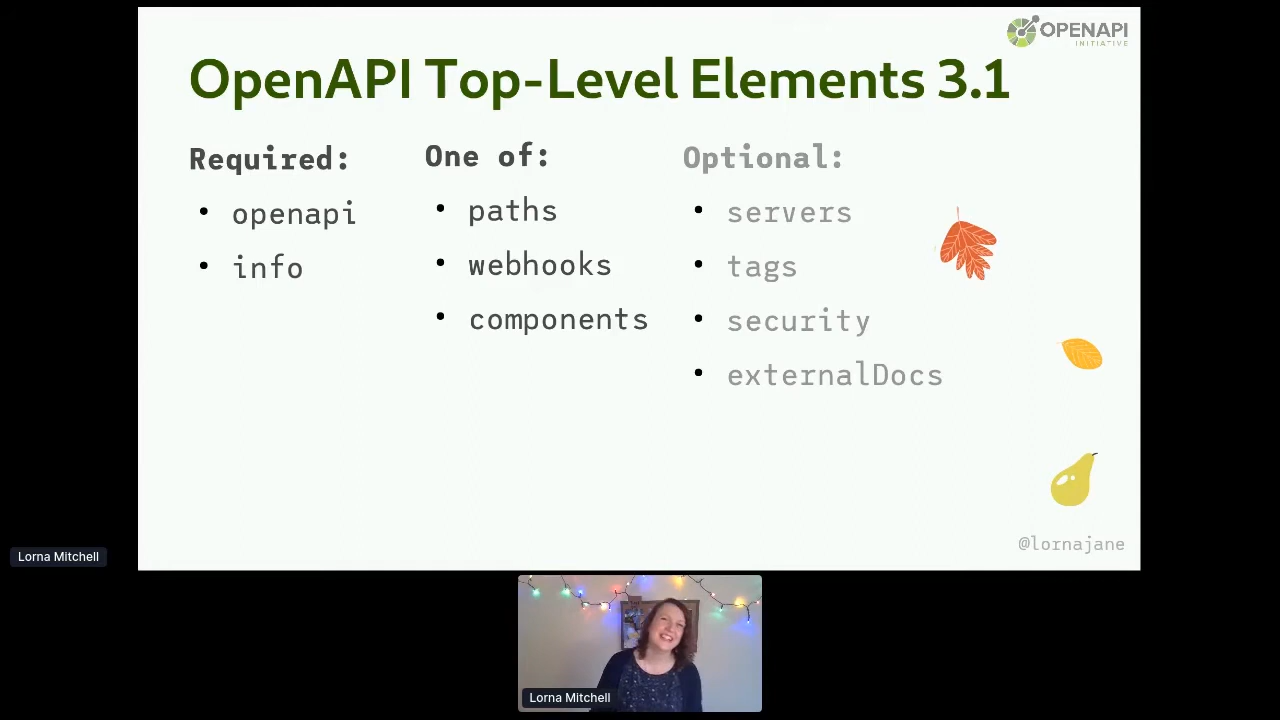 OPENAPI
INITIATIVE
OpenAPI Top-Level Elements 3.1
Required:
• openapi
• info
One of:
• paths
• webhooks
• components
Optional:
• servers
• tags
• security
• externalDocs
@lornajane
Lorna Mitchell
Lorna Mitchell